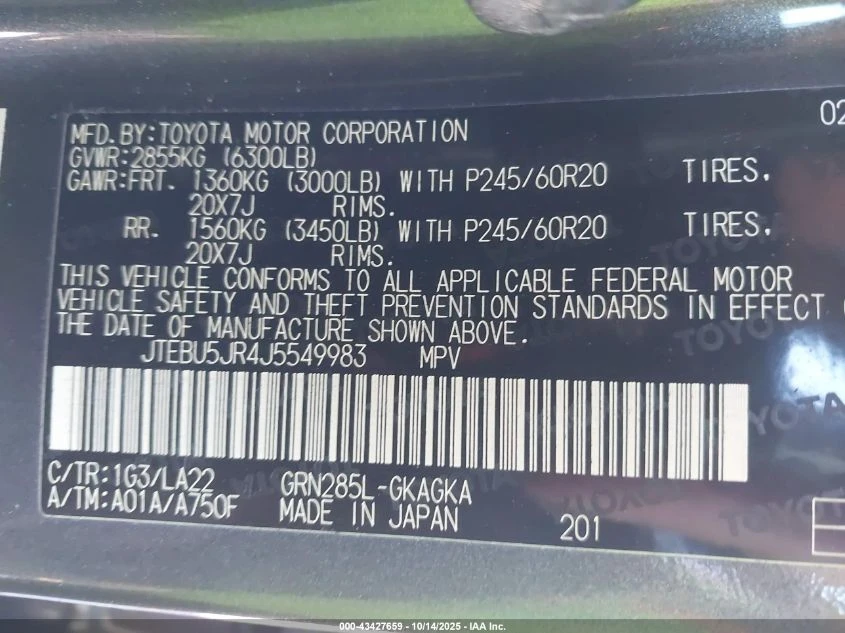 02
MFD. BY: TOYOTA MOTOR CORPORATION
GVWR: 2855KG (6300LB)
GAWR: FRT. 1360KG (3000LB) WITH P245/60R20 TIRES.
20X7J RIMS.
RR. 1560KG (3450LB) WITH P245/60R20 TIRES.
20X7J RIMS.
THIS VEHICLE CONFORMS TO ALL APPLICABLE FEDERAL MOTOR
VEHICLE SAFETY AND THEFT PREVENTION STANDARDS IN EFFECT
THE DATE OF MANUFACTURE SHOWN ABOVE.
JTEBU5JR4J5549983 MPV
C/TR: 1G3/LA22 GRN285L-GKAGKA
A/TM: A01A/A750F MADE IN JAPAN 201
000-43427659 - 10/14/2025 - IAA Inc.